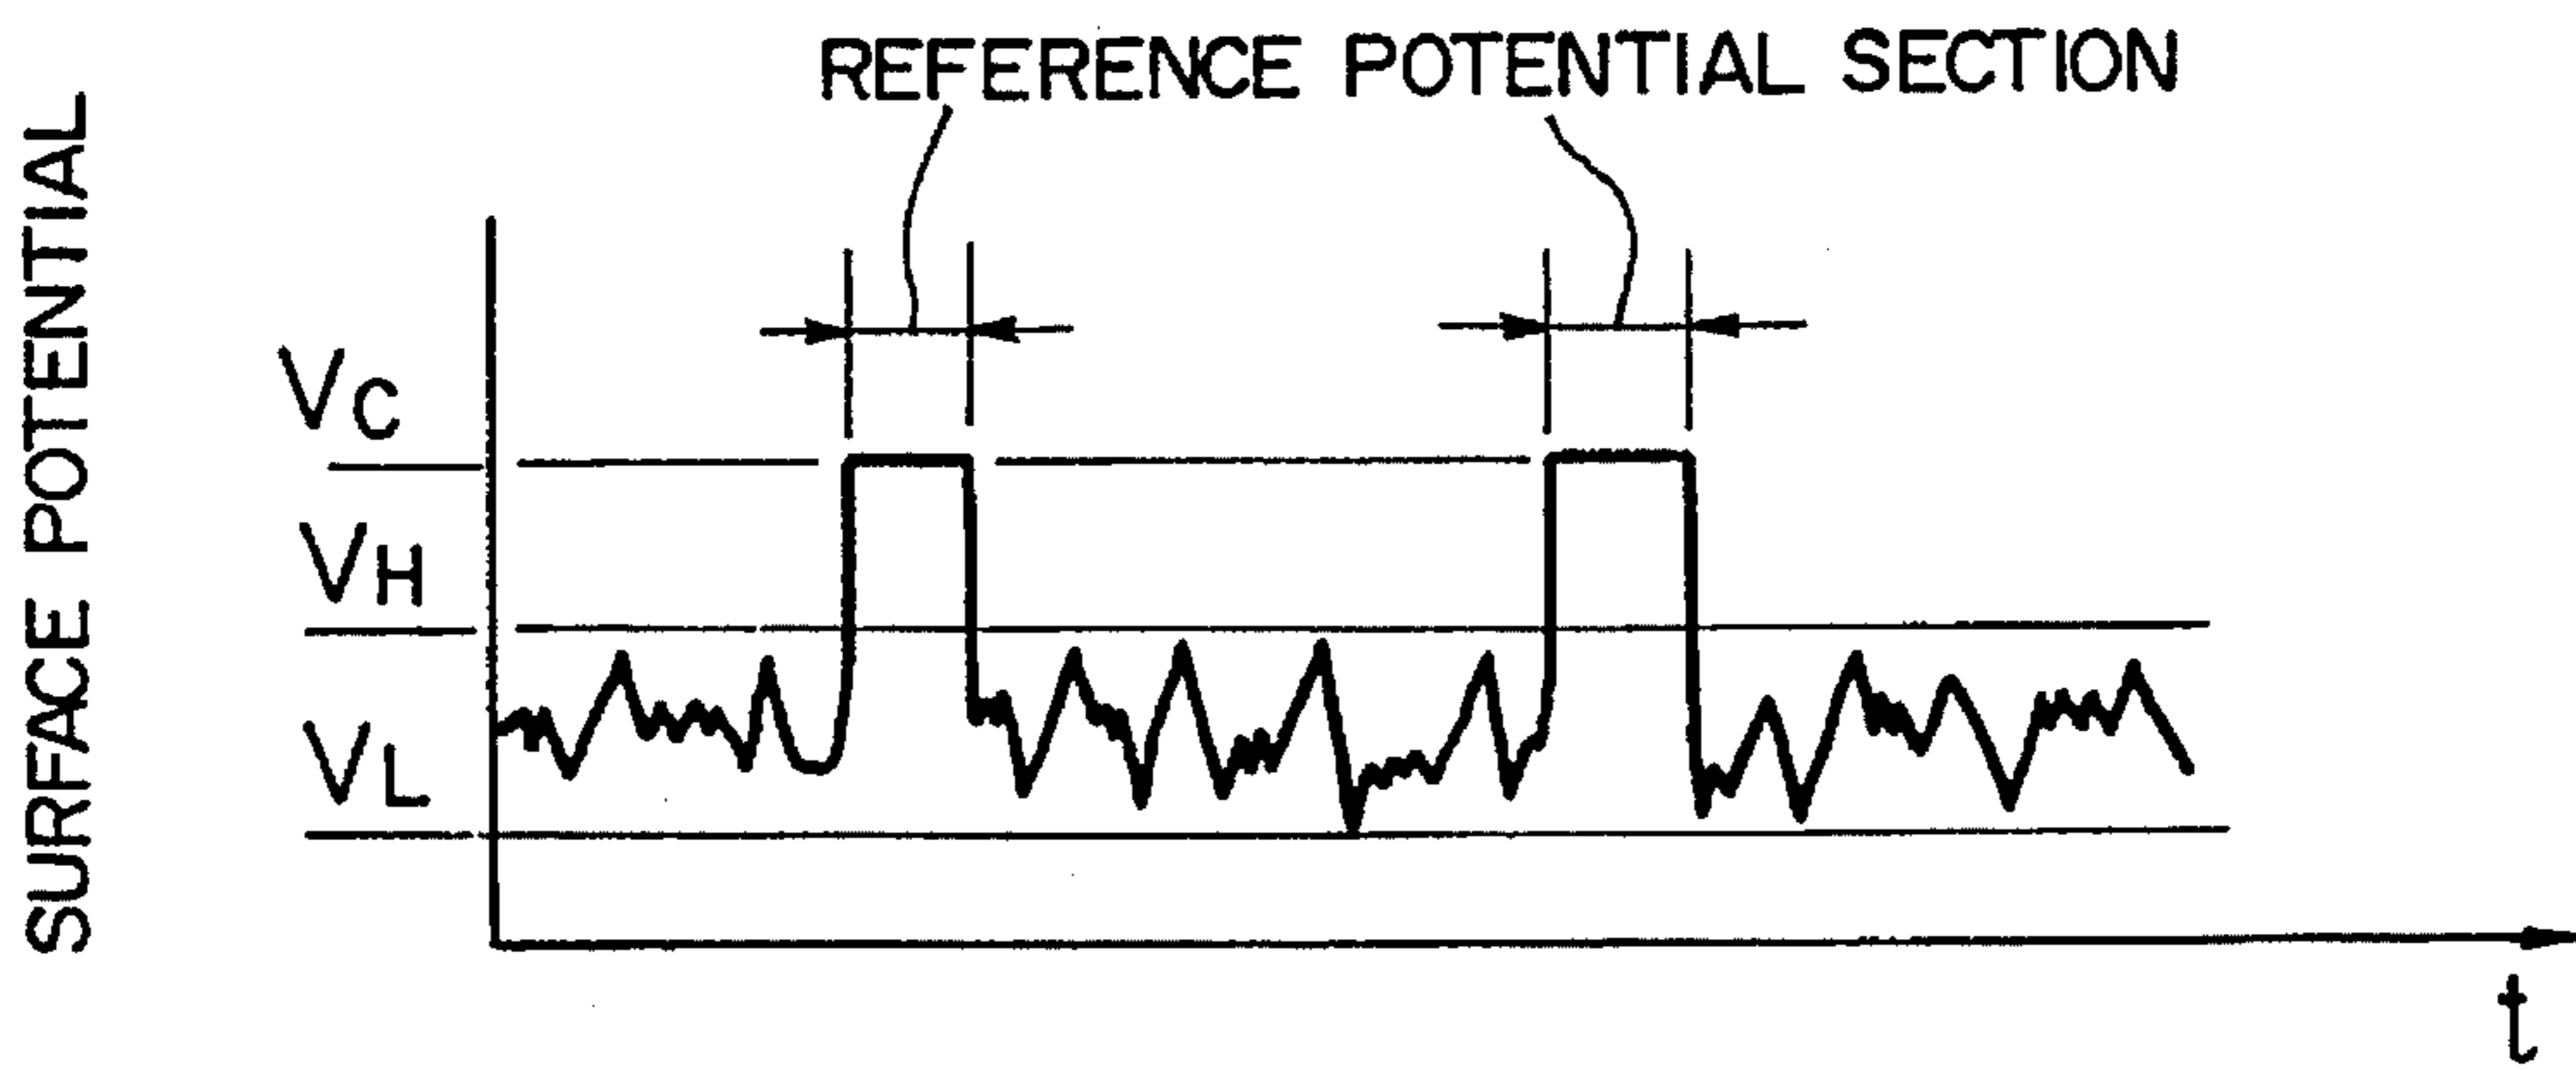 REFERENCE POTENTIAL SECTION
SURFACE POTENTIAL
VC
VH
VL
t